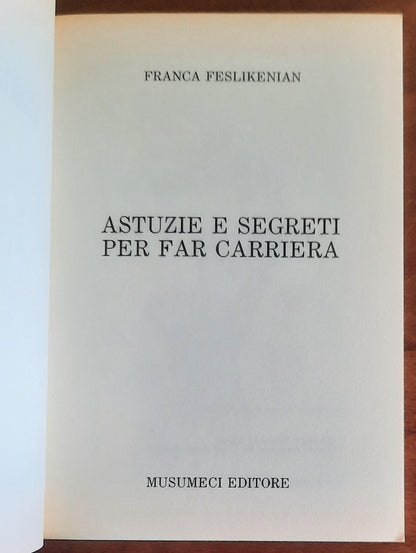 FRANCA FESLIKENIAN
ASTUZIE E SEGRETI
PER FAR CARRIERA
MUSUMECI EDITORE